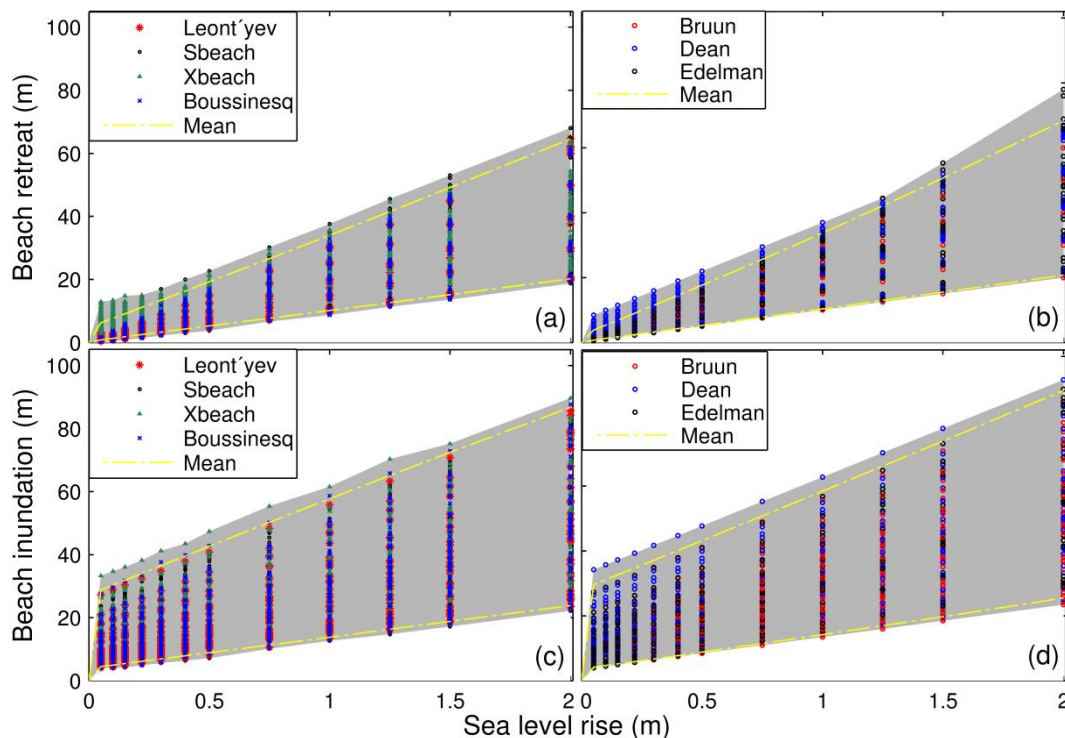 100
80
60
40
20
0
Beach retreat (m)
Leont´yev
Sbeach
Xbeach
Boussinesq
Mean
(a)
Bruun
Dean
Edelman
Mean
(b)
100
80
60
40
20
0
Beach inundation (m)
Leont´yev
Sbeach
Xbeach
Boussinesq
Mean
(c)
Bruun
Dean
Edelman
Mean
(d)
0 0.5 1 1.5 2
0 0.5 1 1.5 2
Sea level rise (m)